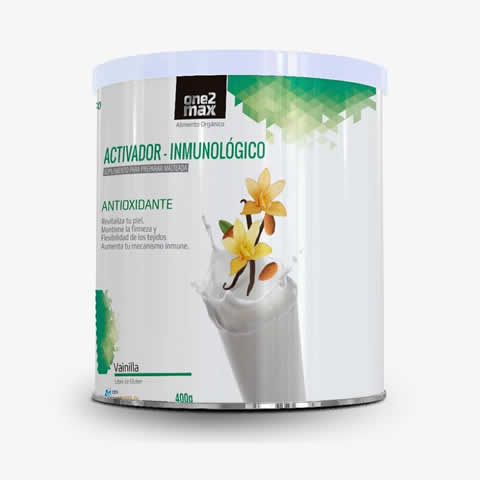 one2
max
Alimento Orgánico
ACTIVADOR - INMUNOLÓGICO
SUPLEMENTO PARA PREPARAR MALTEADA
ANTIOXIDANTE
Revitaliza tu piel.
Mantiene la firmeza y
Flexibilidad de los tejidos
Aumenta tu mecanismo inmune.
Vainilla
Libre de Gluten
400g